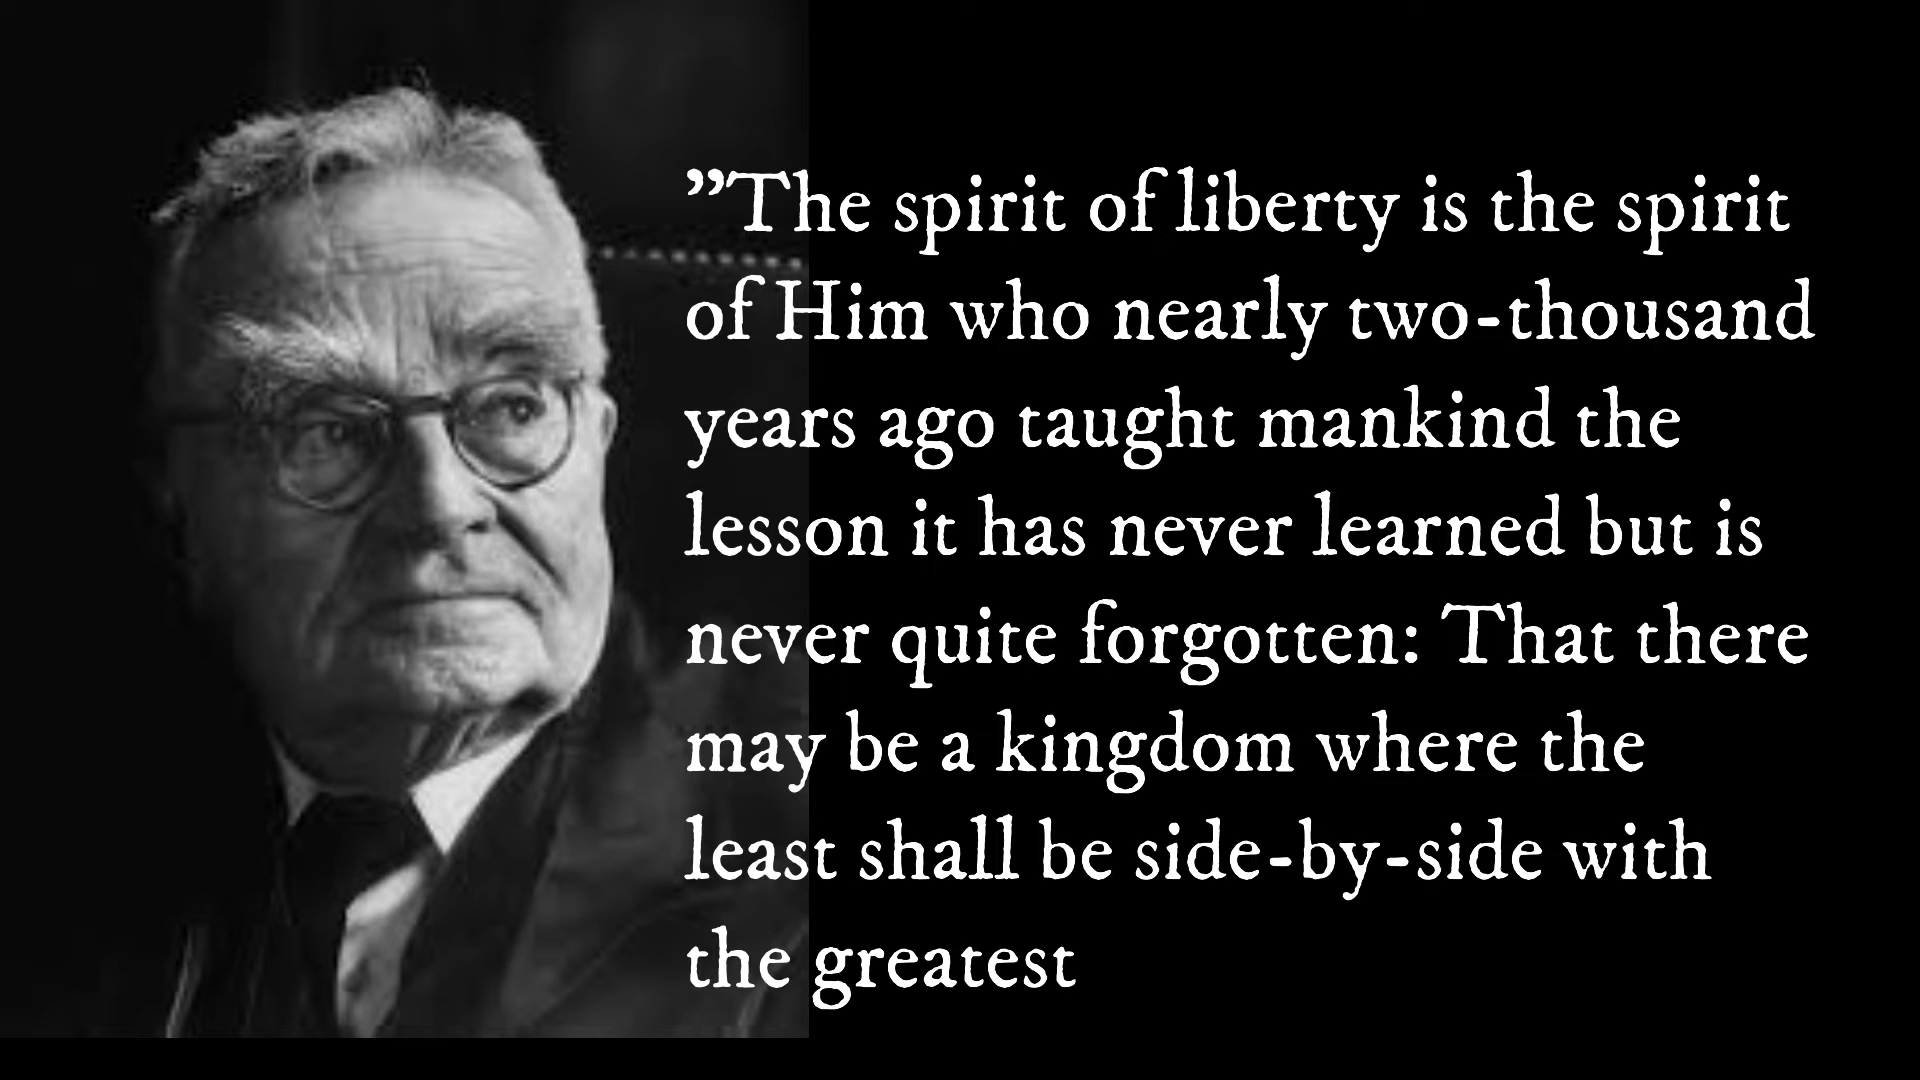 ”The spirit of liberty is the spirit
of Him who nearly two-thousand
years ago taught mankind the
lesson it has never learned but is
never quite forgotten: That there
may be a kingdom where the
least shall be side-by-side with
the greatest